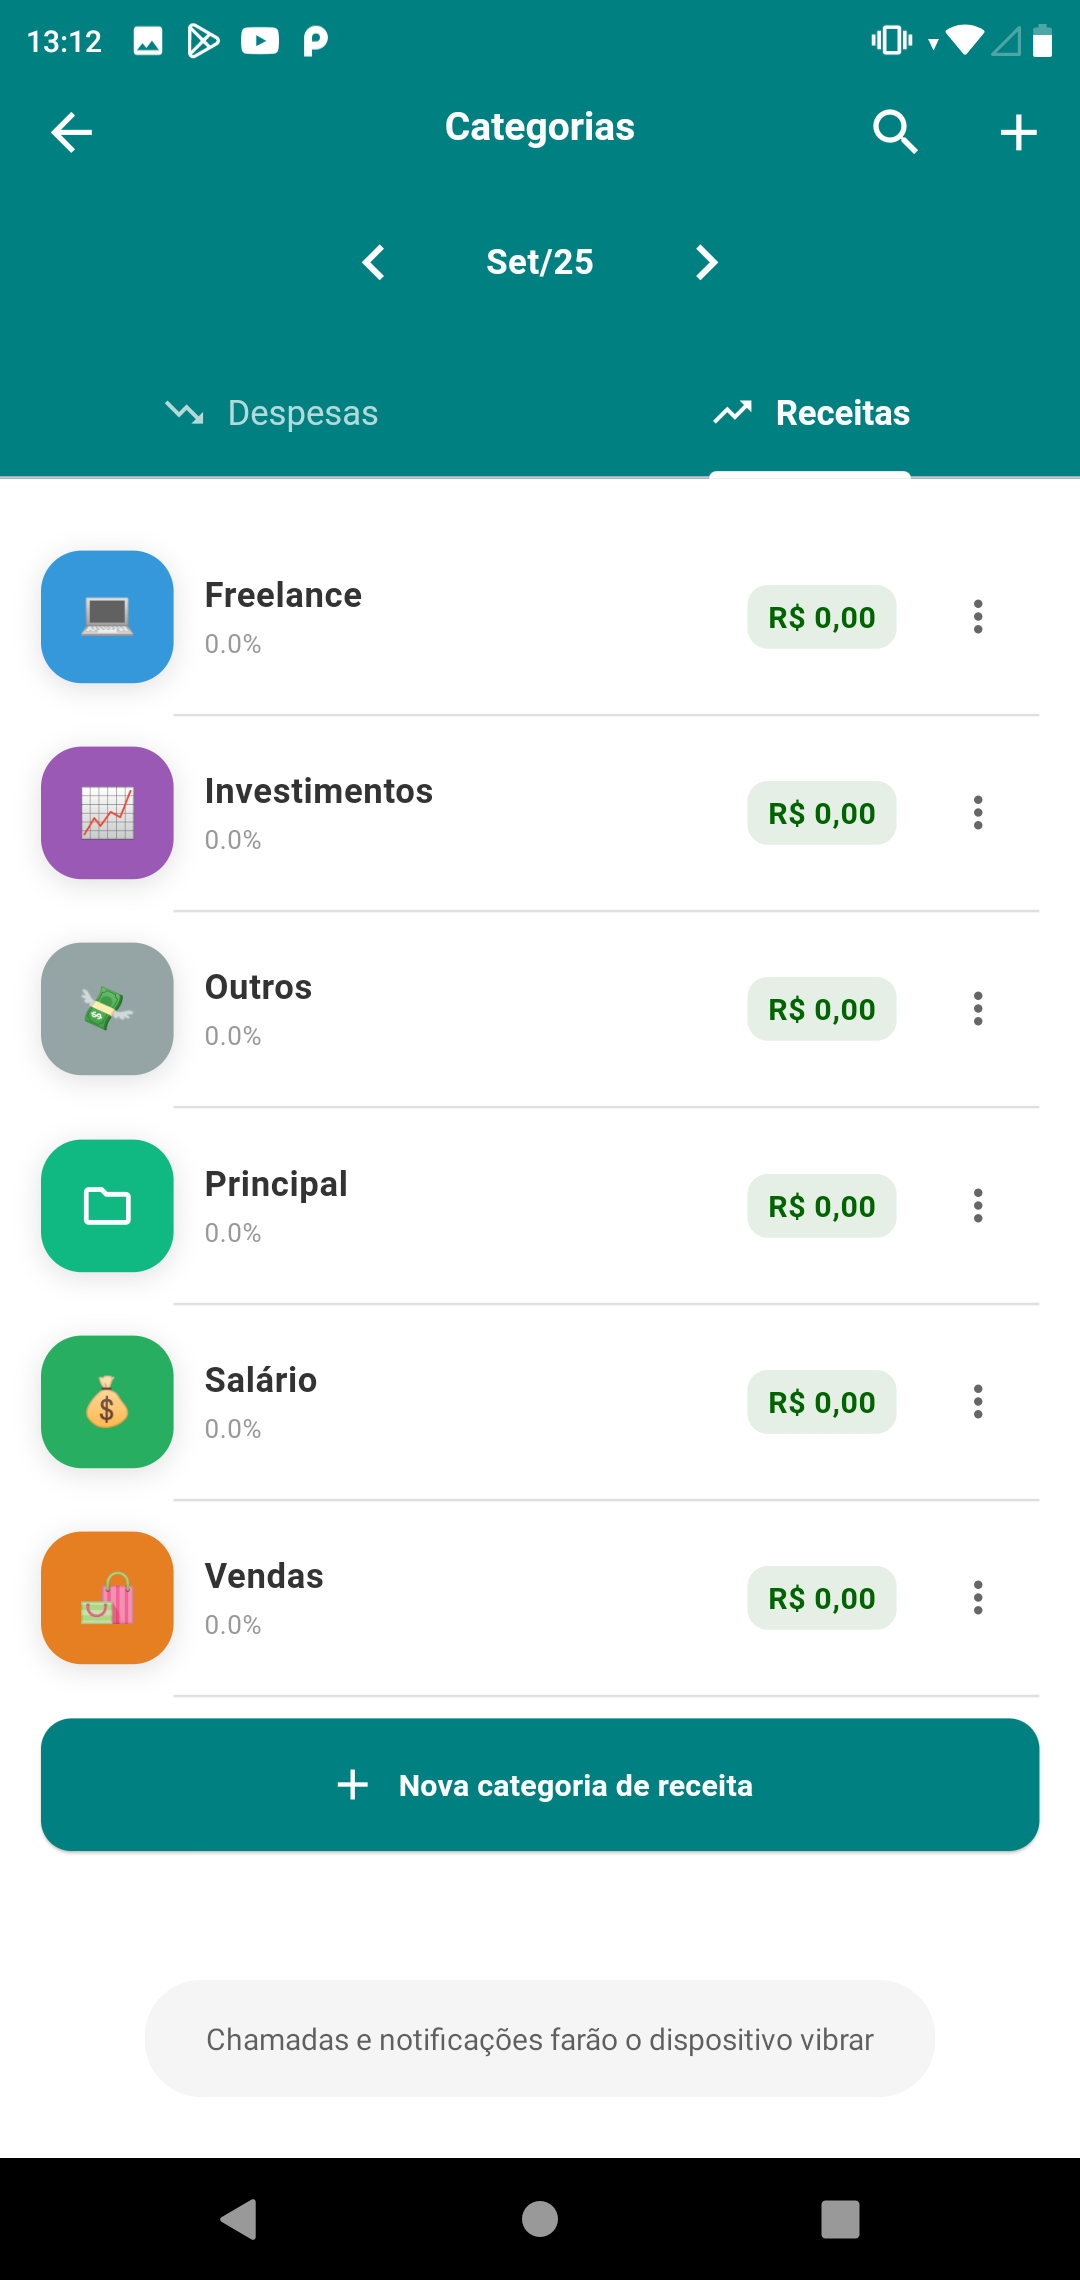 13:12
Categorias
Set/25
Despesas
Receitas
Freelance
0.0%
R$ 0,00
Investimentos
0.0%
R$ 0,00
Outros
0.0%
R$ 0,00
Principal
0.0%
R$ 0,00
Salário
0.0%
R$ 0,00
Vendas
0.0%
R$ 0,00
Nova categoria de receita
Chamadas e notificações farão o dispositivo vibrar